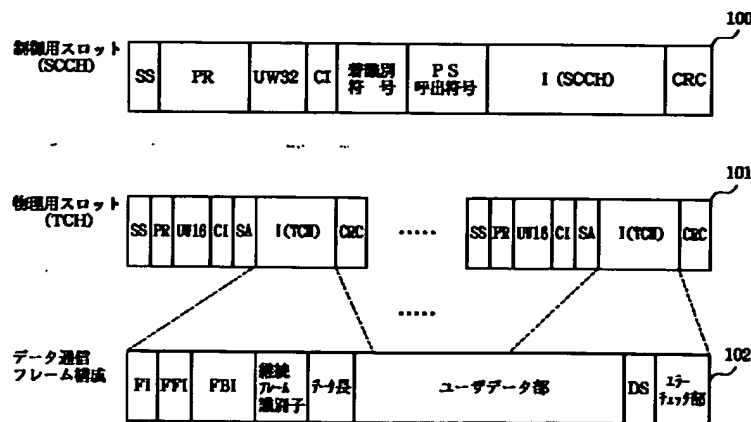 100
制御用スロット
(SCCH)
SS PR UW32 CI 着識別符号 PS呼出符号 I (SCCH) CRC
101
物理用スロット
(TCH)
SS PR UW16 CI SA I(TCH) CRC ..... SS PR UW16 CI SA I(TCH) CRC
.....
データ通信
フレーム構成
102
FI FFI FBI 継続フレーム識別子 データ長 ユーザデータ部 DS エラーチェック部